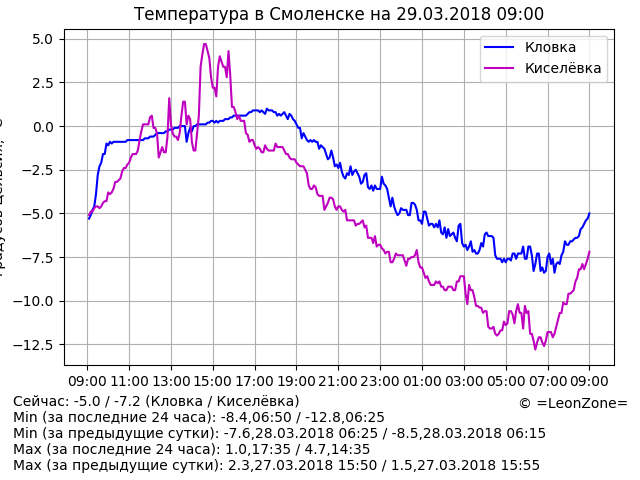 Температура в Смоленске на 29.03.2018 09:00
Кловка
Киселёвка
5.0
2.5
0.0
−2.5
−5.0
−7.5
−10.0
−12.5
09:00 11:00 13:00 15:00 17:00 19:00 21:00 23:00 01:00 03:00 05:00 07:00 09:00
Сейчас: -5.0 / -7.2 (Кловка / Киселёвка)
© =LeonZone=
Min (за последние 24 часа): -8.4,06:50 / -12.8,06:25
Min (за предыдущие сутки): -7.6,28.03.2018 06:25 / -8.5,28.03.2018 06:15
Max (за последние 24 часа): 1.0,17:35 / 4.7,14:35
Max (за предыдущие сутки): 2.3,27.03.2018 15:50 / 1.5,27.03.2018 15:55